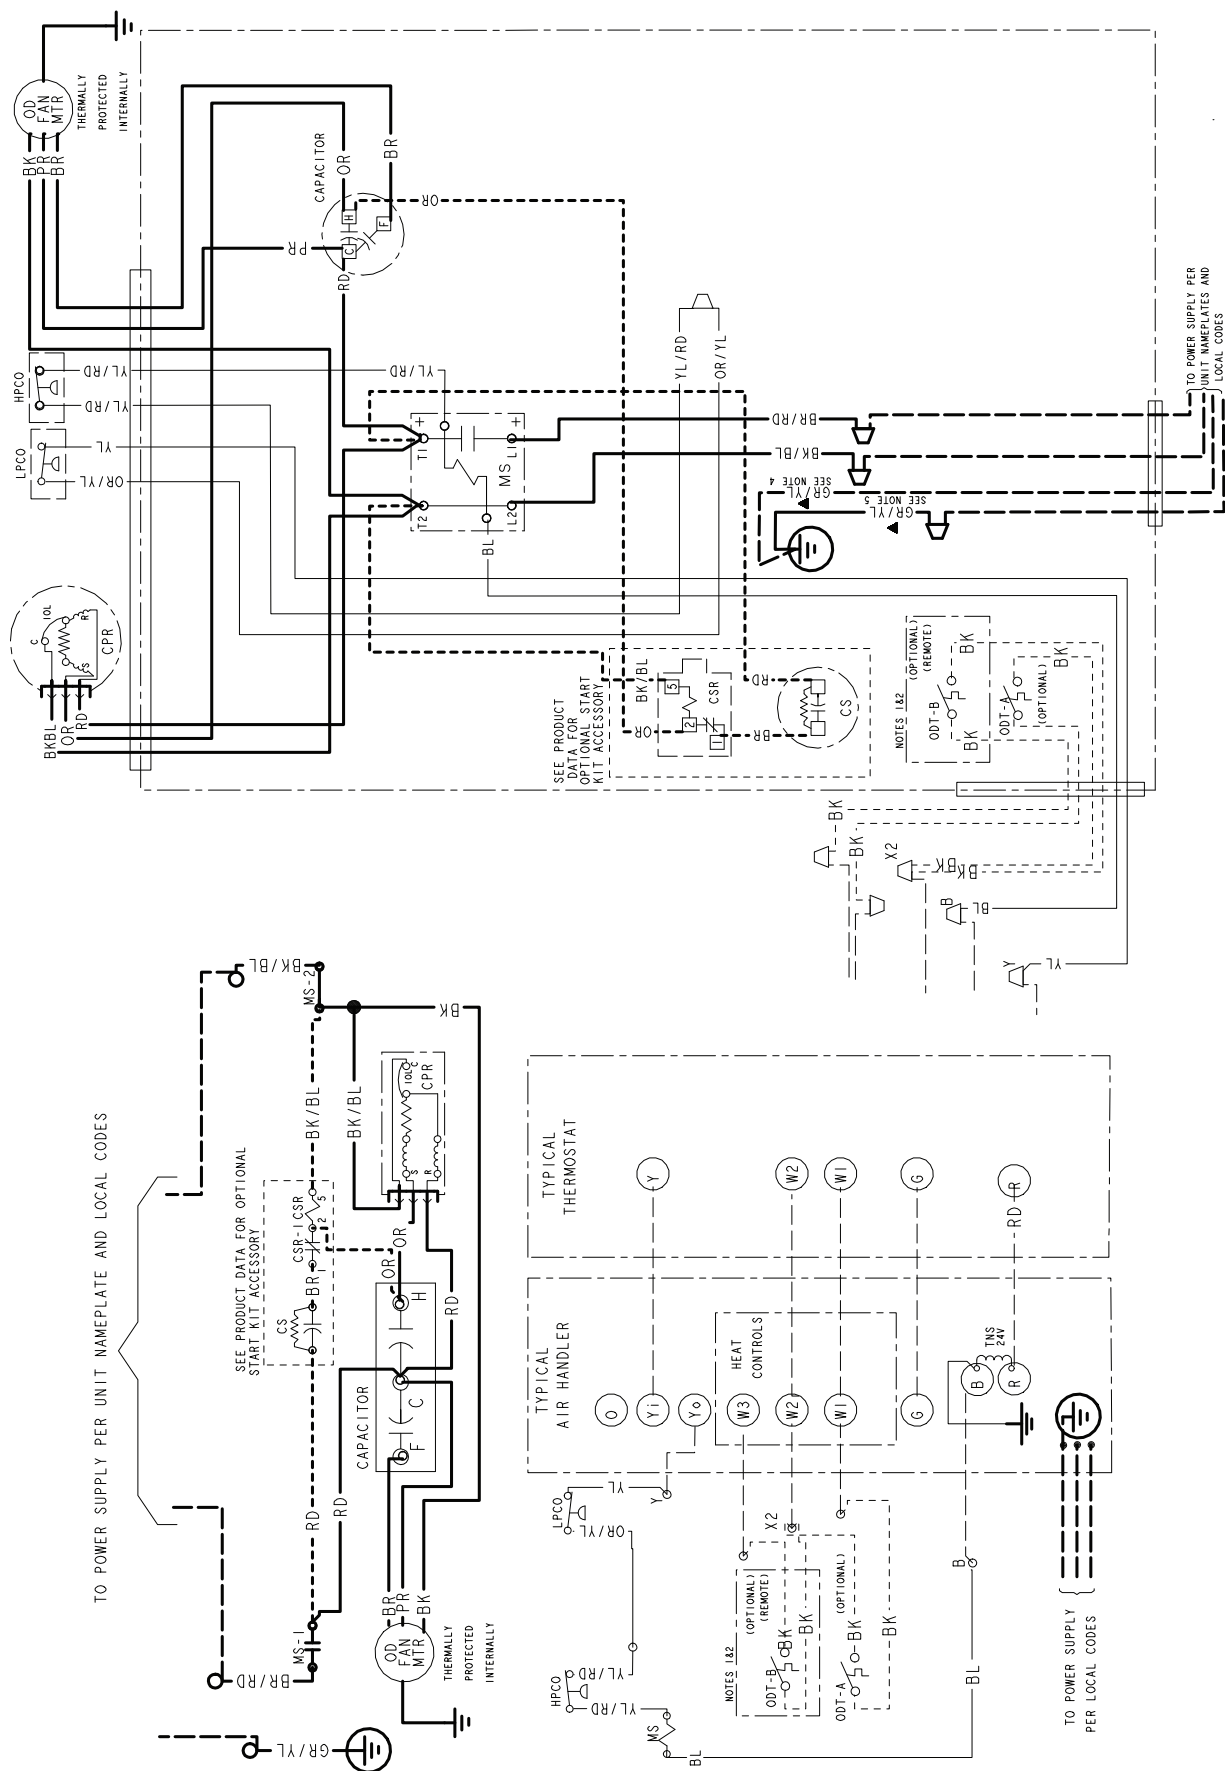 OD
FAN
MTR
THERMALLY
PROTECTED
INTERNALLY
BK
PR
BR
CAPACITOR
OR
BR
H
F
C
OR
PR
RD
HPCO
YL/RD
YL/RD
YL/RD
LPCO
YL
OR/YL
YL/RD
OR/YL
T1
L1
MS
T2
L2
BL
BR/RD
BK/BL
GR/YL
SEE NOTE 4
GR/YL
SEE NOTE 5
TO POWER SUPPLY PER
UNIT NAMEPLATES AND
LOCAL CODES
C
IOL
S
R
CPR
BKBL
OR
RD
SEE PRODUCT
DATA FOR
OPTIONAL START
KIT ACCESSORY
BK/BL
OR
5
2
1
CSR
BR
RD
CS
NOTES 1&2
(OPTIONAL)
(REMOTE)
ODT-B
BK
BK
ODT-A
(OPTIONAL)
BK
BK
BK
X2
BK
BK
B
BL
Y
YL
TO POWER SUPPLY PER UNIT NAMEPLATE AND LOCAL CODES
BK/BL
MS-2
BK
BK/BL
BK/BL
IOL
C
CPR
S
R
SEE PRODUCT DATA FOR OPTIONAL
START KIT ACCESSORY
CSR-1
CSR
5
2
1
BR
CS
OR
OR
RD
CAPACITOR
H
C
F
RD
RD
MS-1
BR/RD
GR/YL
BR
PR
BK
OD
FAN
MTR
THERMALLY
PROTECTED
INTERNALLY
TYPICAL
THERMOSTAT
Y
W2
W1
G
R
RD
TYPICAL
AIR HANDLER
HEAT
CONTROLS
TNS
24V
O
Yi
Yo
W3
W2
W1
G
B
R
LPCO
YL
Y
OR/YL
X2
NOTES 1&2
(OPTIONAL)
(REMOTE)
ODT-B
BK
BK
(OPTIONAL)
ODT-A
BK
BK
HPCO
YL/RD
YL/RD
MS
BL
BL
B
TO POWER SUPPLY
PER LOCAL CODES